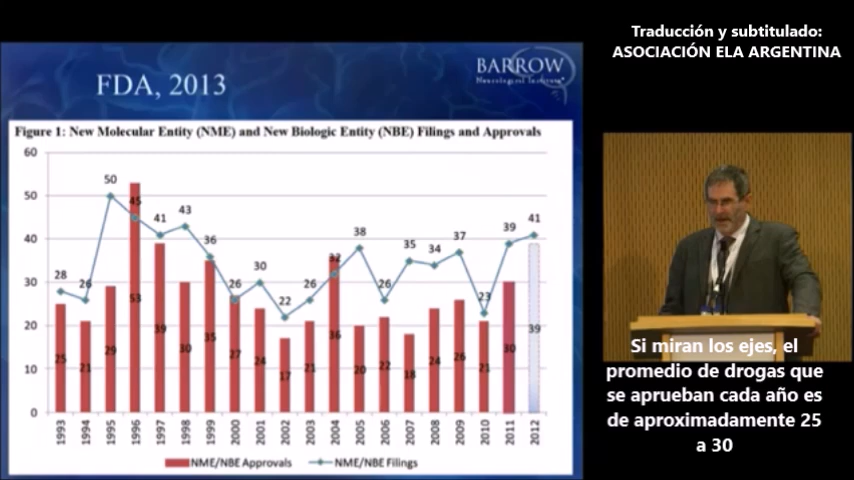 Traducción y subtitulado:
ASOCIACIÓN ELA ARGENTINA
FDA, 2013
BARROW
Neurological Institute
Figure 1: New Molecular Entity (NME) and New Biologic Entity (NBE) Filings and Approvals
60
50
40
30
20
10
0
28 26 50 45 41 43 36 26 30 22 26 32 38 26 35 34 37 23 39 41
25 21 29 53 39 30 35 27 24 17 21 36 20 22 18 24 26 21 30 39
1993 1994 1995 1996 1997 1998 1999 2000 2001 2002 2003 2004 2005 2006 2007 2008 2009 2010 2011 2012
NME/NBE Approvals NME/NBE Filings
Si miran los ejes, el
promedio de drogas que
se aprueban cada año es
de aproximadamente 25
a 30